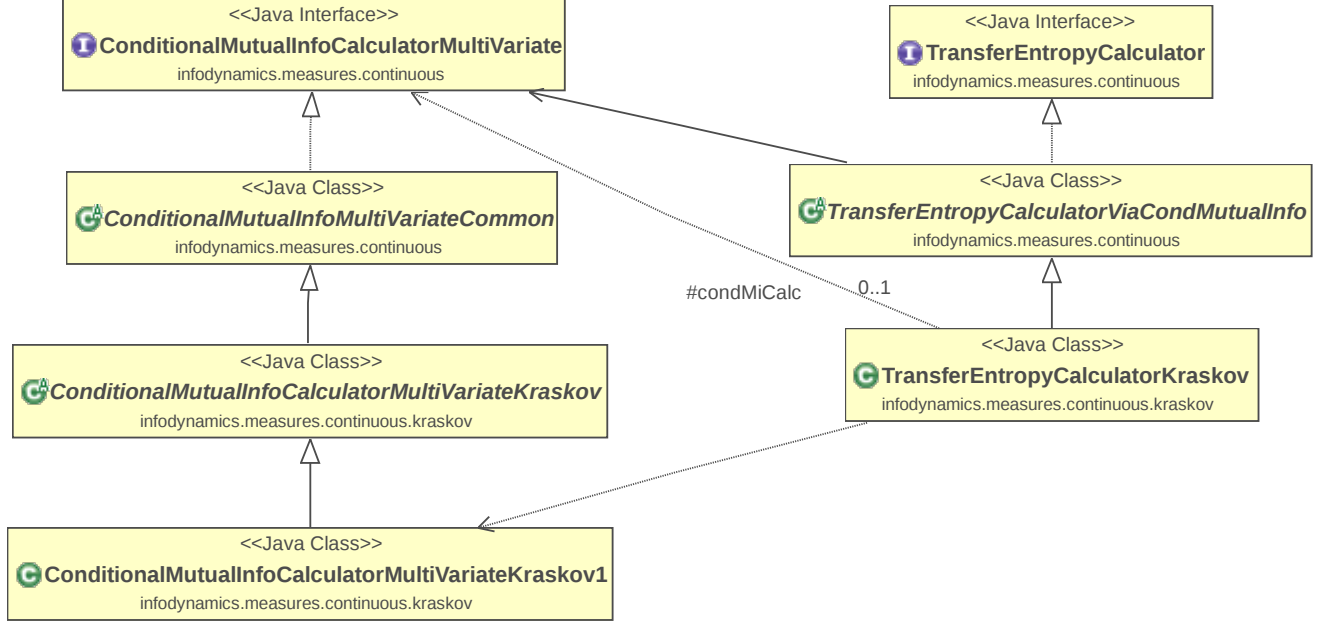 <<Java Interface>>
ConditionalMutualInfoCalculatorMultiVariate
infodynamics.measures.continuous
<<Java Interface>>
TransferEntropyCalculator
infodynamics.measures.continuous
<<Java Class>>
ConditionalMutualInfoMultiVariateCommon
infodynamics.measures.continuous
<<Java Class>>
TransferEntropyCalculatorViaCondMutualInfo
infodynamics.measures.continuous
#condMiCalc
0..1
<<Java Class>>
ConditionalMutualInfoCalculatorMultiVariateKraskov
infodynamics.measures.continuous.kraskov
<<Java Class>>
TransferEntropyCalculatorKraskov
infodynamics.measures.continuous.kraskov
<<Java Class>>
ConditionalMutualInfoCalculatorMultiVariateKraskov1
infodynamics.measures.continuous.kraskov